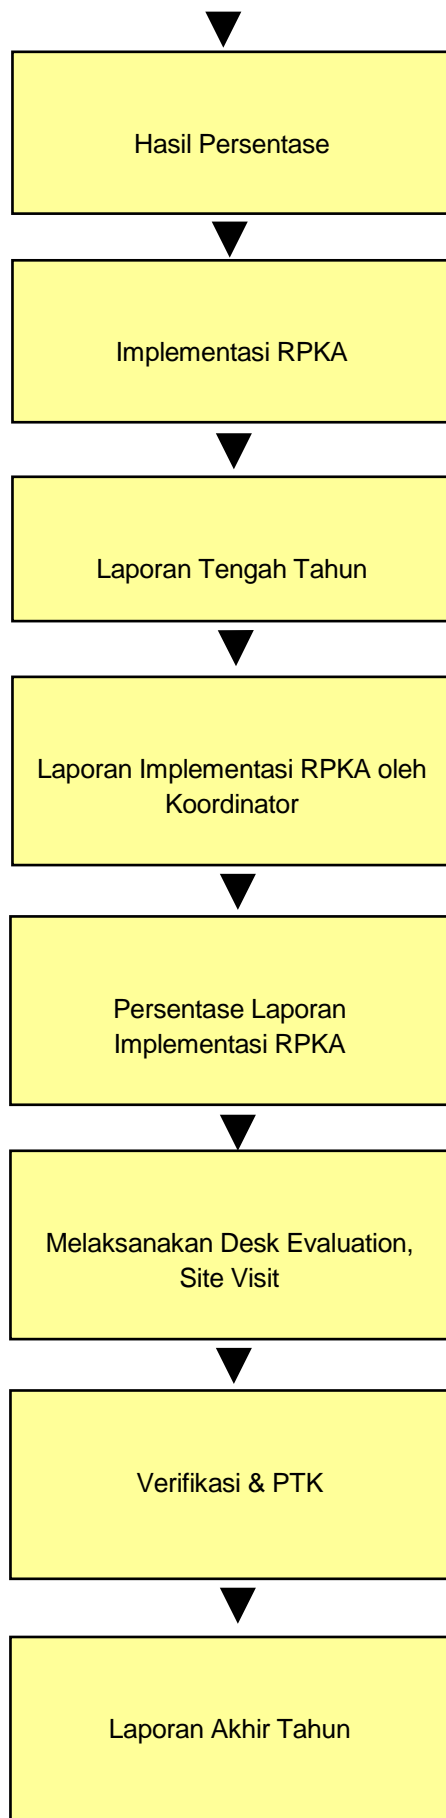 Hasil Persentase
Implementasi RPKA
Laporan Tengah Tahun
Laporan Implementasi RPKA oleh
Koordinator
Persentase Laporan
Implementasi RPKA
Melaksanakan Desk Evaluation,
Site Visit
Verifikasi & PTK
Laporan Akhir Tahun